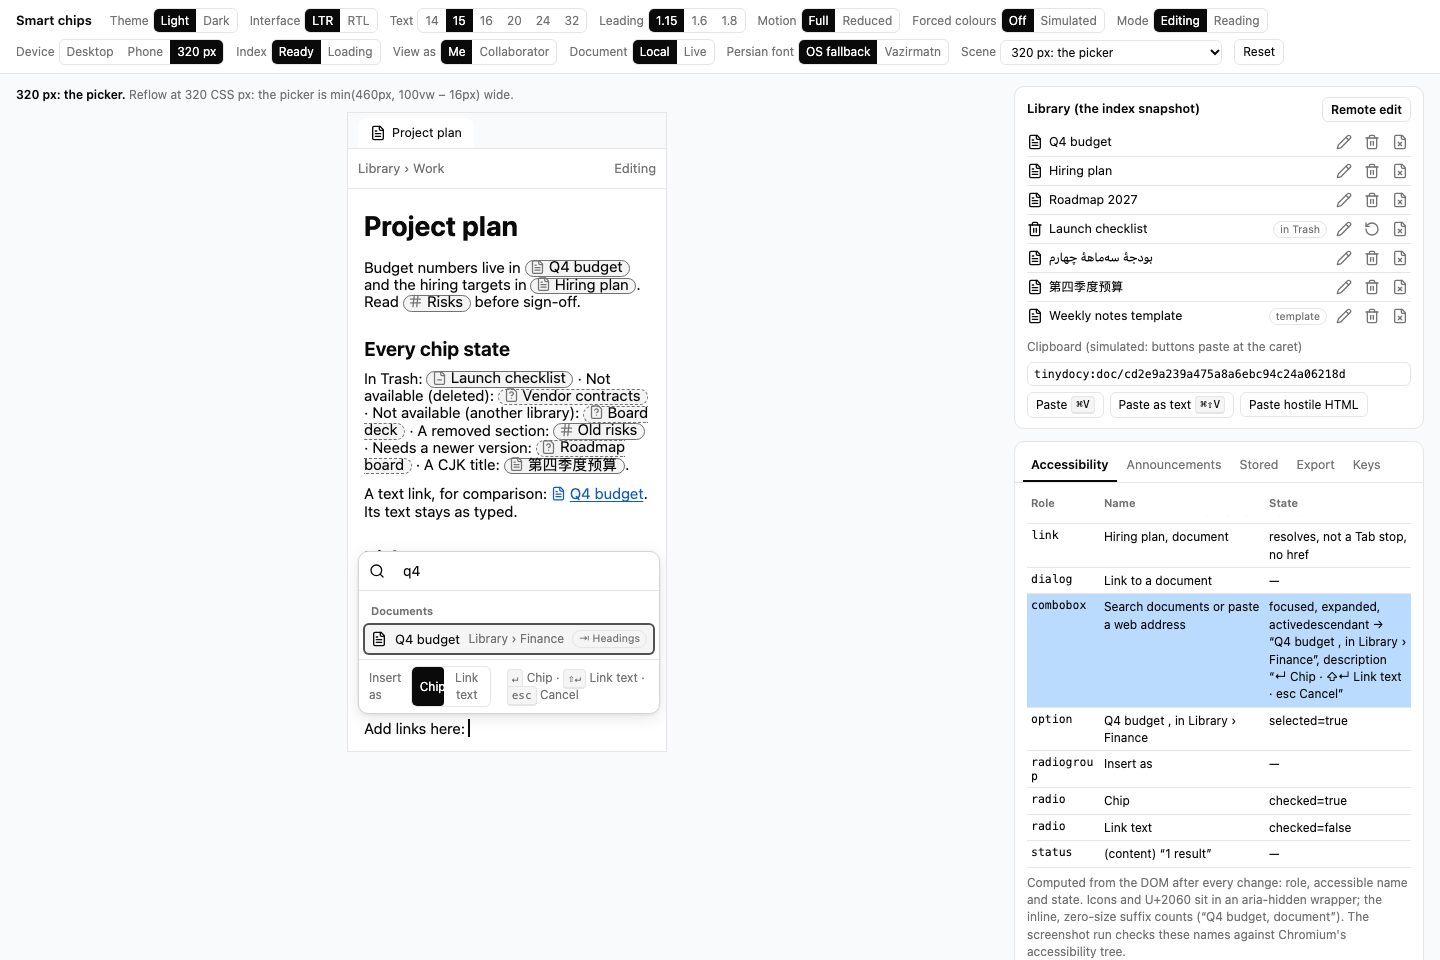 Smart chips Theme Light Dark Interface LTR RTL Text 14 15 16 20 24 32 Leading 1.15 1.6 1.8 Motion Full Reduced Forced colours Off Simulated Mode Editing Reading
Device Desktop Phone 320 px Index Ready Loading View as Me Collaborator Document Local Live Persian font OS fallback Vazirmatn Scene 320 px: the picker Reset
320 px: the picker. Reflow at 320 CSS px: the picker is min(460px, 100vw – 16px) wide.
Project plan
Library › Work Editing
Project plan
Budget numbers live in Q4 budget
and the hiring targets in Hiring plan.
Read # Risks before sign-off.
Every chip state
In Trash: Launch checklist · Not
available (deleted): Vendor contracts
· Not available (another library): Board
deck · A removed section: # Old risks
· Needs a newer version: Roadmap
board · A CJK title: 第四季度预算.
A text link, for comparison: Q4 budget.
Its text stays as typed.
q4
Documents
Q4 budget Library › Finance ⇥ Headings
Insert as Chip Link text ↵ Chip · ⇧↵ Link text ·
esc Cancel
Add links here:
Library (the index snapshot) Remote edit
Q4 budget
Hiring plan
Roadmap 2027
Launch checklist in Trash
بودجهٔ سه‌ماههٔ چهارم
第四季度预算
Weekly notes template template
Clipboard (simulated: buttons paste at the caret)
tinydocy:doc/cd2e9a239a475a8a6ebc94c24a06218d
Paste ⌘V Paste as text ⌘⇧V Paste hostile HTML
Accessibility Announcements Stored Export Keys
Role Name State
link Hiring plan, document resolves, not a Tab stop,
no href
dialog Link to a document —
combobox Search documents or paste focused, expanded,
a web address activedescendant →
“Q4 budget , in Library ›
Finance”, description
“↵ Chip · ⇧↵ Link text
· esc Cancel”
option Q4 budget , in Library › selected=true
Finance
radiogrou Insert as —
p
radio Chip checked=true
radio Link text checked=false
status (content) “1 result” —
Computed from the DOM after every change: role, accessible name
and state. Icons and U+2060 sit in an aria-hidden wrapper; the
inline, zero-size suffix counts (“Q4 budget, document”). The
screenshot run checks these names against Chromium's
accessibility tree.